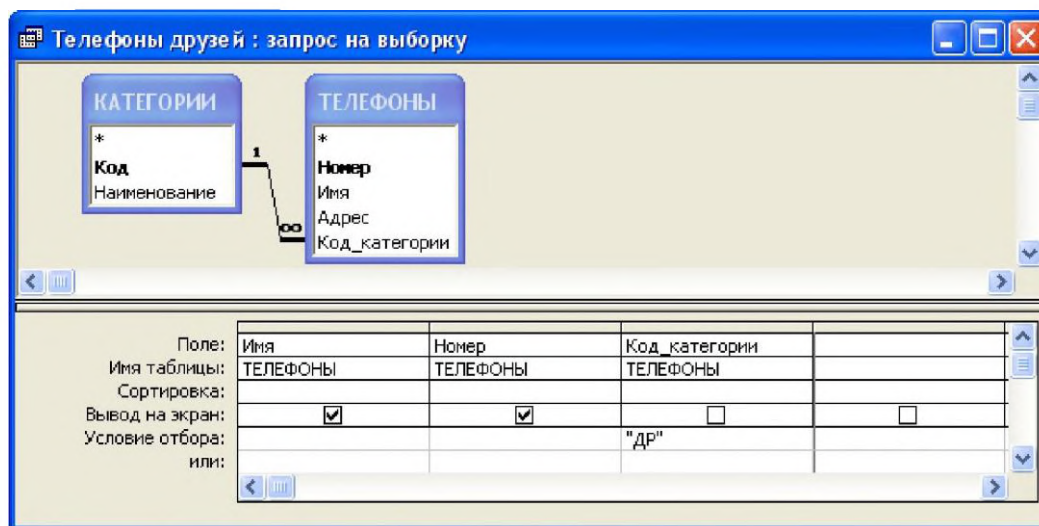 Телефоны друзей : запрос на выборку
КАТЕГОРИИ
*
Код
Наименование
1
∞
ТЕЛЕФОНЫ
*
Номер
Имя
Адрес
Код_категории
Поле: Имя Номер Код_категории
Имя таблицы: ТЕЛЕФОНЫ ТЕЛЕФОНЫ ТЕЛЕФОНЫ
Сортировка:
Вывод на экран:
Условие отбора: "ДР"
или: